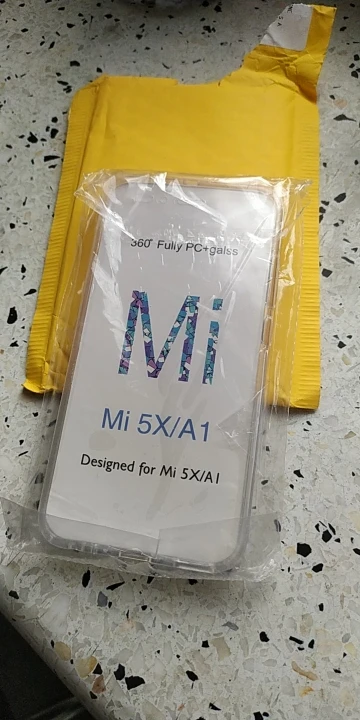 360° Fully PC+galss
Mi
Mi 5X/A1
Designed for Mi 5X/A1